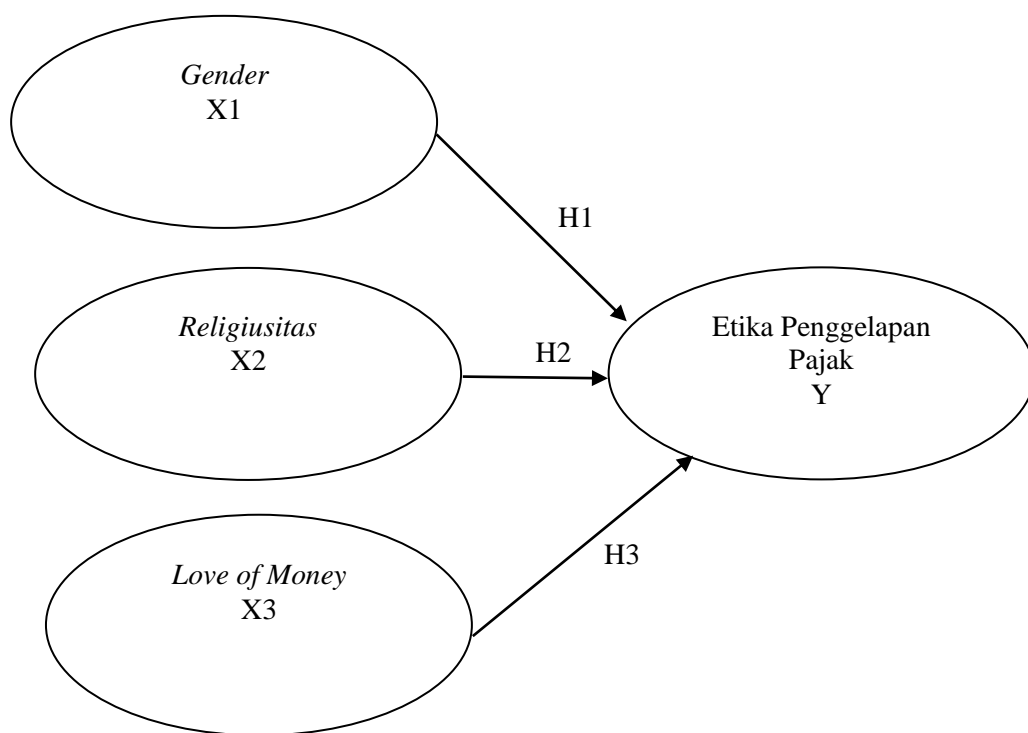 Gender
X1
H1
Religiusitas
X2
H2
Etika Penggelapan
Pajak
Y
Love of Money
X3
H3